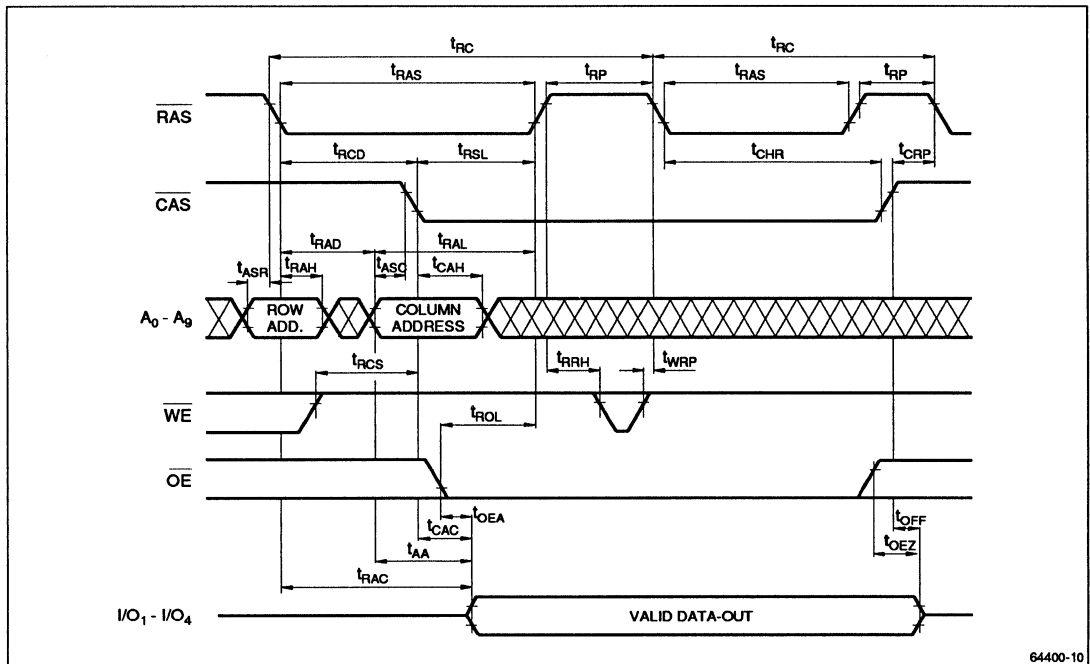 tRC tRC
tRAS tRP tRAS tRP
RAS
tRCD tRSL tCHR tCRP
CAS
tRAD tRAL
tASR tRAH tASC tCAH
A0 - A9 ROW ADD. COLUMN ADDRESS
tRCS tRRH tWRP
WE
tROL
OE
tOEA
tCAC tOFF
tAA tOEZ
tRAC
I/O1 - I/O4 VALID DATA-OUT
64400-10